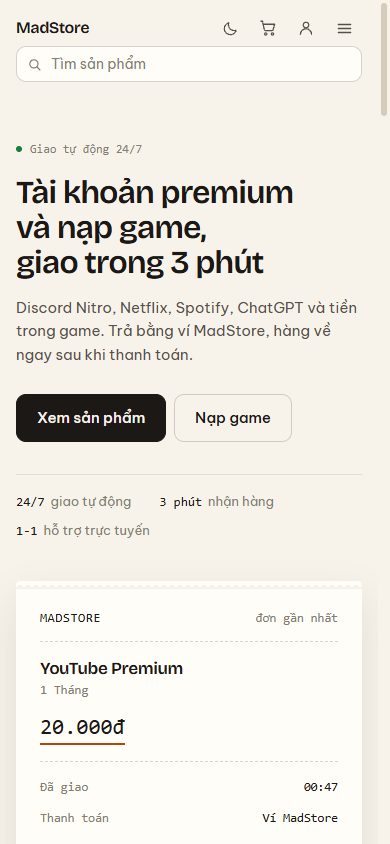 MadStore
Tìm sản phẩm
Giao tự động 24/7
Tài khoản premium
và nạp game,
giao trong 3 phút
Discord Nitro, Netflix, Spotify, ChatGPT và tiền
trong game. Trả bằng ví MadStore, hàng về
ngay sau khi thanh toán.
Xem sản phẩm
Nạp game
24/7 giao tự động
3 phút nhận hàng
1-1 hỗ trợ trực tuyến
MADSTORE
đơn gần nhất
YouTube Premium
1 Tháng
20.000đ
Đã giao
00:47
Thanh toán
Ví MadStore